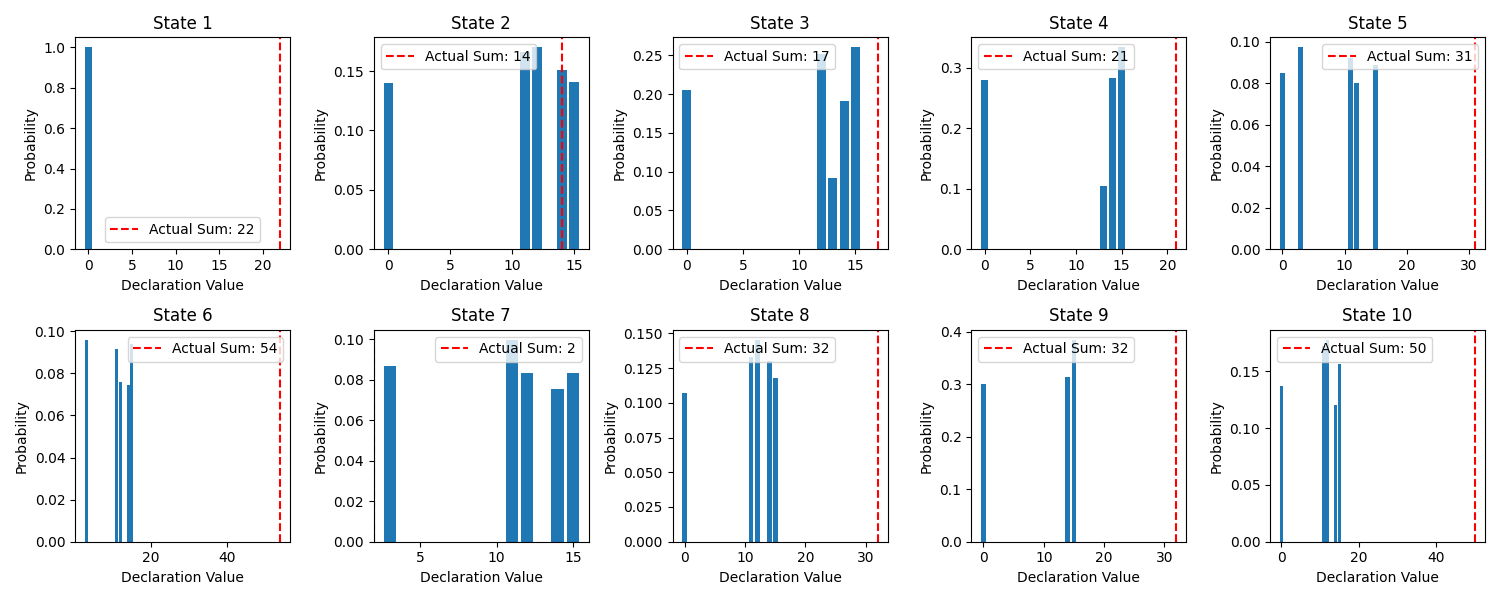 State 1
Probability
1.0
0.8
0.6
0.4
0.2
0.0
Actual Sum: 22
0 5 10 15 20
Declaration Value
State 2
Probability
0.15
0.10
0.05
0.00
Actual Sum: 14
0 5 10 15
Declaration Value
State 3
Probability
0.25
0.20
0.15
0.10
0.05
0.00
Actual Sum: 17
0 5 10 15
Declaration Value
State 4
Probability
0.3
0.2
0.1
0.0
Actual Sum: 21
0 5 10 15 20
Declaration Value
State 5
Probability
0.10
0.08
0.06
0.04
0.02
0.00
Actual Sum: 31
0 10 20 30
Declaration Value
State 6
Probability
0.10
0.08
0.06
0.04
0.02
0.00
Actual Sum: 54
20 40
Declaration Value
State 7
Probability
0.10
0.08
0.06
0.04
0.02
0.00
Actual Sum: 2
5 10 15
Declaration Value
State 8
Probability
0.150
0.125
0.100
0.075
0.050
0.025
0.000
Actual Sum: 32
0 10 20 30
Declaration Value
State 9
Probability
0.4
0.3
0.2
0.1
0.0
Actual Sum: 32
0 10 20 30
Declaration Value
State 10
Probability
0.15
0.10
0.05
0.00
Actual Sum: 50
0 20 40
Declaration Value